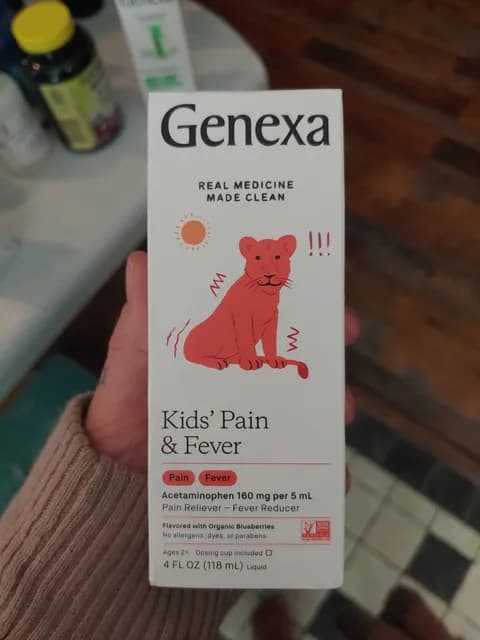 Genexa
Genexa
REAL MEDICINE
MADE CLEAN
!!!
Kids' Pain
& Fever
Pain Fever
Acetaminophen 160 mg per 5 mL
Pain Reliever – Fever Reducer
Flavored with Organic Blueberries
No allergens, dyes, or parabens
Ages 2+ Dosing cup included
4 FL OZ (118 mL) Liquid